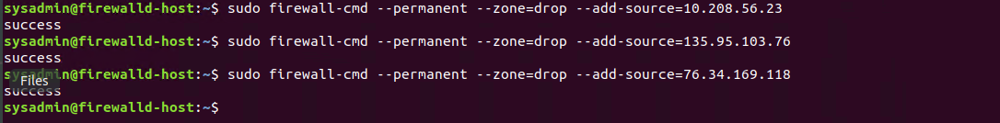 sysadmin@firewalld-host:~$ sudo firewall-cmd --permanent --zone=drop --add-source=10.208.56.23
success
sysadmin@firewalld-host:~$ sudo firewall-cmd --permanent --zone=drop --add-source=135.95.103.76
success
sysadmin@firewalld-host:~$ sudo firewall-cmd --permanent --zone=drop --add-source=76.34.169.118
Files
success
sysadmin@firewalld-host:~$